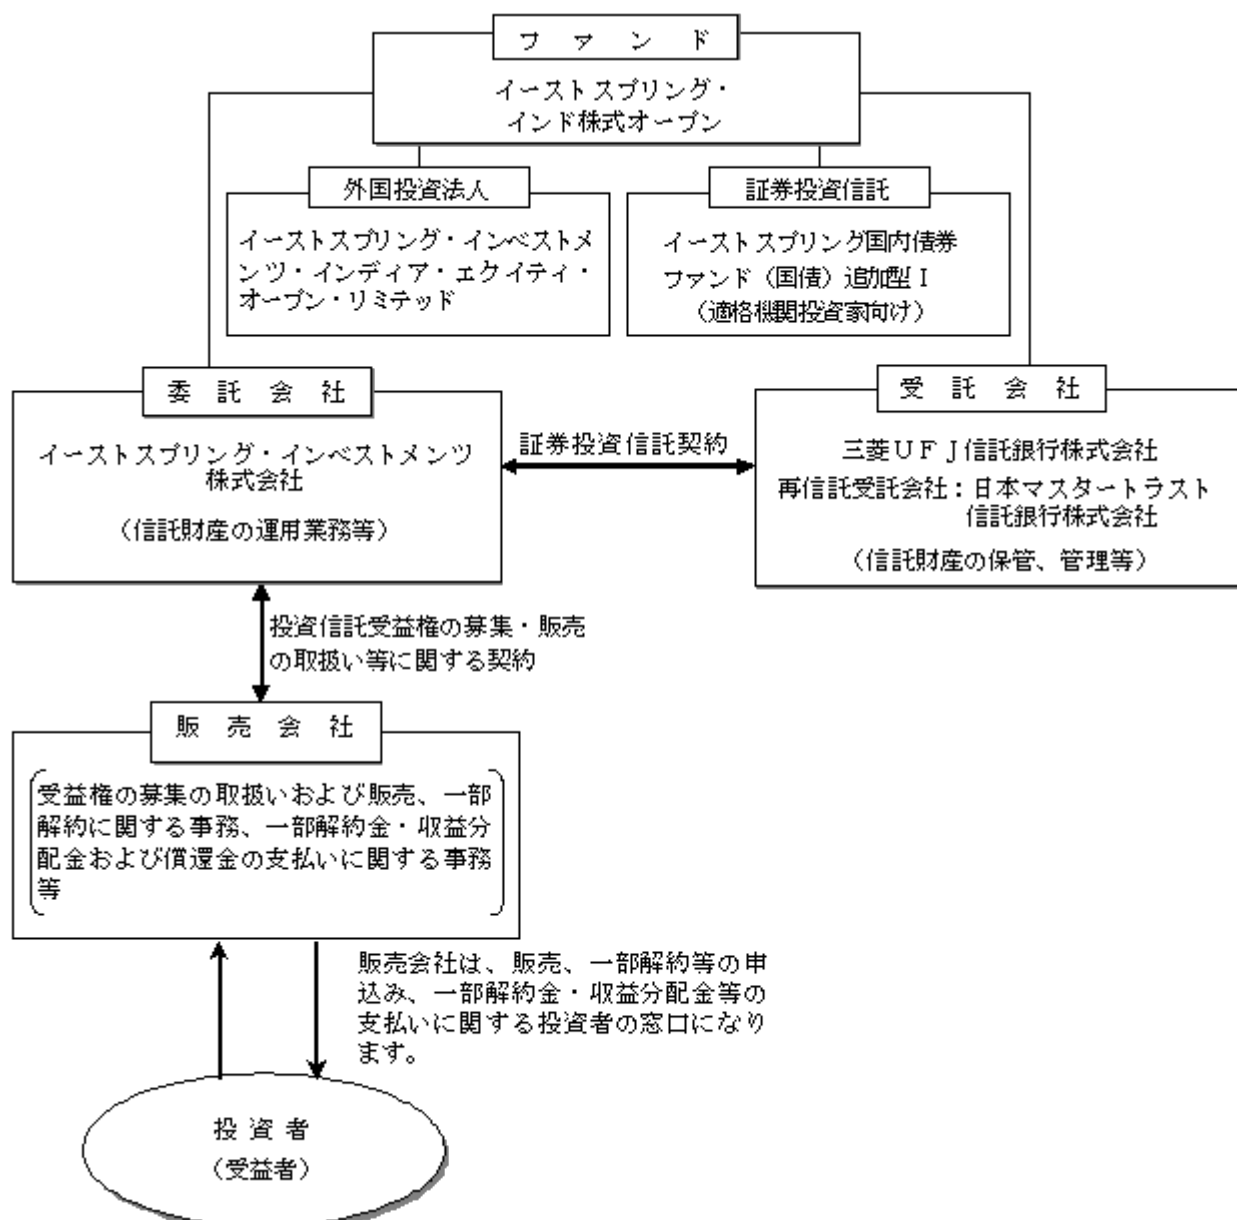 ファンド
イーストスプリング・
インド株式オープン
外国投資法人
イーストスプリング・インベストメ
ンツ・インディア・エクイティ・
オープン・リミテッド
証券投資信託
イーストスプリング国内債券
ファンド（国債）追加型Ⅰ
（適格機関投資家向け）
委託会社
イーストスプリング・インベストメンツ
株式会社
（信託財産の運用業務等）
証券投資信託契約
受託会社
三菱ＵＦＪ信託銀行株式会社
再信託受託会社：日本マスタートラスト
信託銀行株式会社
（信託財産の保管、管理等）
投資信託受益権の募集・販売
の取扱い等に関する契約
販売会社
受益権の募集の取扱いおよび販売、一部
解約に関する事務、一部解約金・収益分
配金および償還金の支払いに関する事務
等
販売会社は、販売、一部解約等の申
込み、一部解約金・収益分配金等の
支払いに関する投資者の窓口になり
ます。
投資者
（受益者）